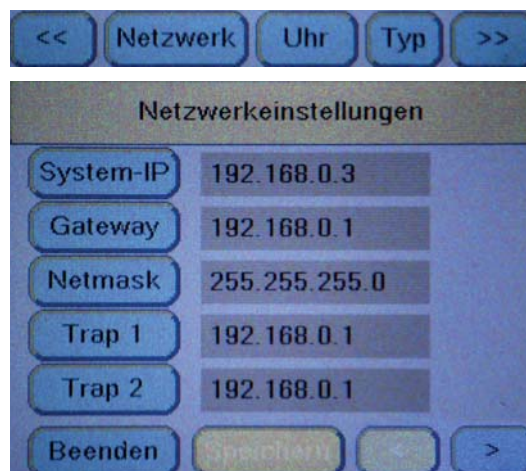 << Netzwerk Uhr Typ >>
Netzwerkeinstellungen
System-IP 192.168.0.3
Gateway 192.168.0.1
Netmask 255.255.255.0
Trap 1 192.168.0.1
Trap 2 192.168.0.1
Beenden Speichern < >